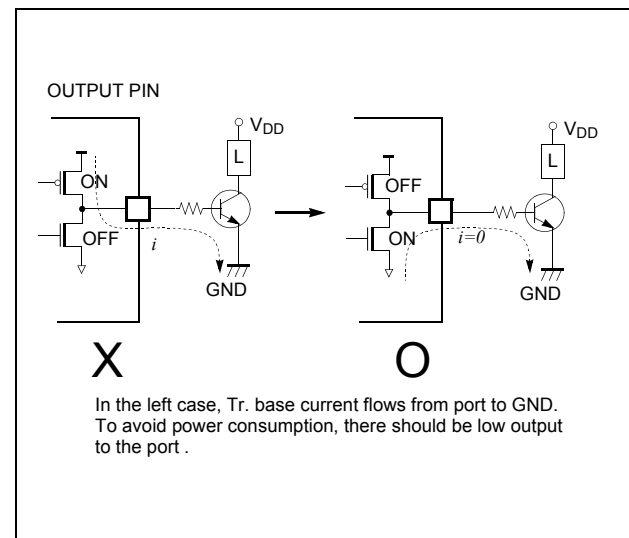 OUTPUT PIN
ON
OFF
i
VDD
L
GND
OFF
ON
i=0
VDD
L
GND
X
O
In the left case, Tr. base current flows from port to GND.
To avoid power consumption, there should be low output
to the port .